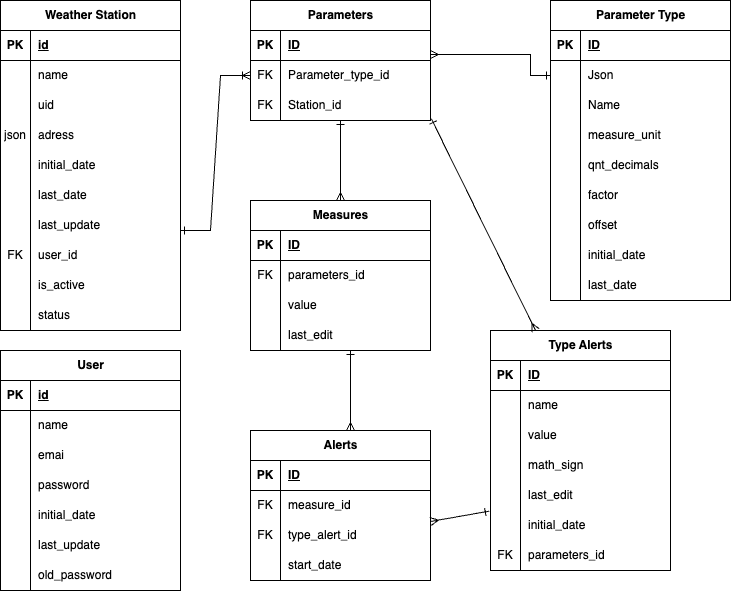 Weather Station
PK id
name
uid
json adress
initial_date
last_date
last_update
FK user_id
is_active
status
Parameters
PK ID
FK Parameter_type_id
FK Station_id
Parameter Type
PK ID
Json
Name
measure_unit
qnt_decimals
factor
offset
initial_date
last_date
Measures
PK ID
FK parameters_id
value
last_edit
User
PK id
name
emai
password
initial_date
last_update
old_password
Alerts
PK ID
FK measure_id
FK type_alert_id
start_date
Type Alerts
PK ID
name
value
math_sign
last_edit
initial_date
FK parameters_id